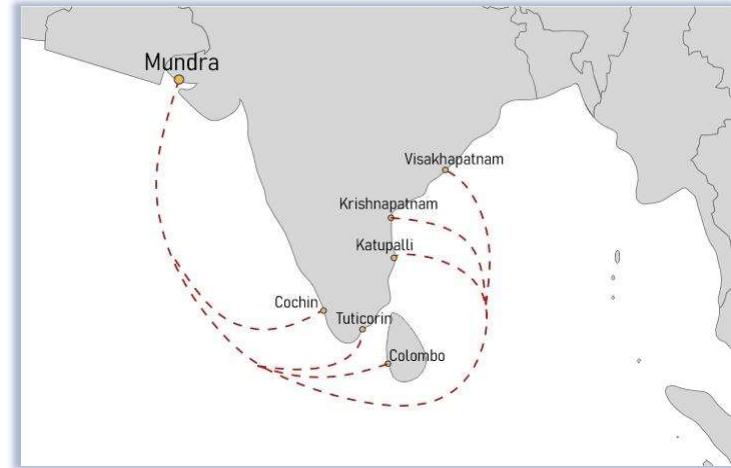 Mundra
Visakhapatnam
Krishnapatnam
Katupalli
Cochin
Tuticorin
Colombo